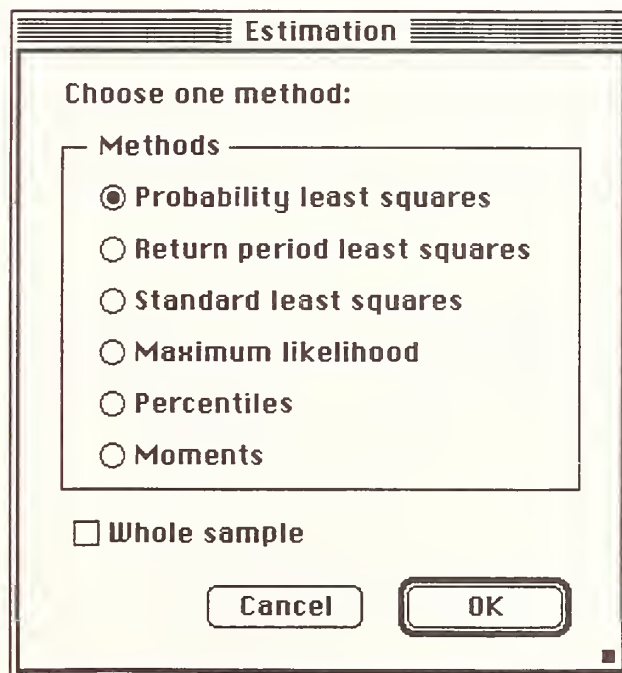 Estimation
Choose one method:
Methods
Probability least squares
Return period least squares
Standard least squares
Maximum likelihood
Percentiles
Moments
Whole sample
Cancel
OK